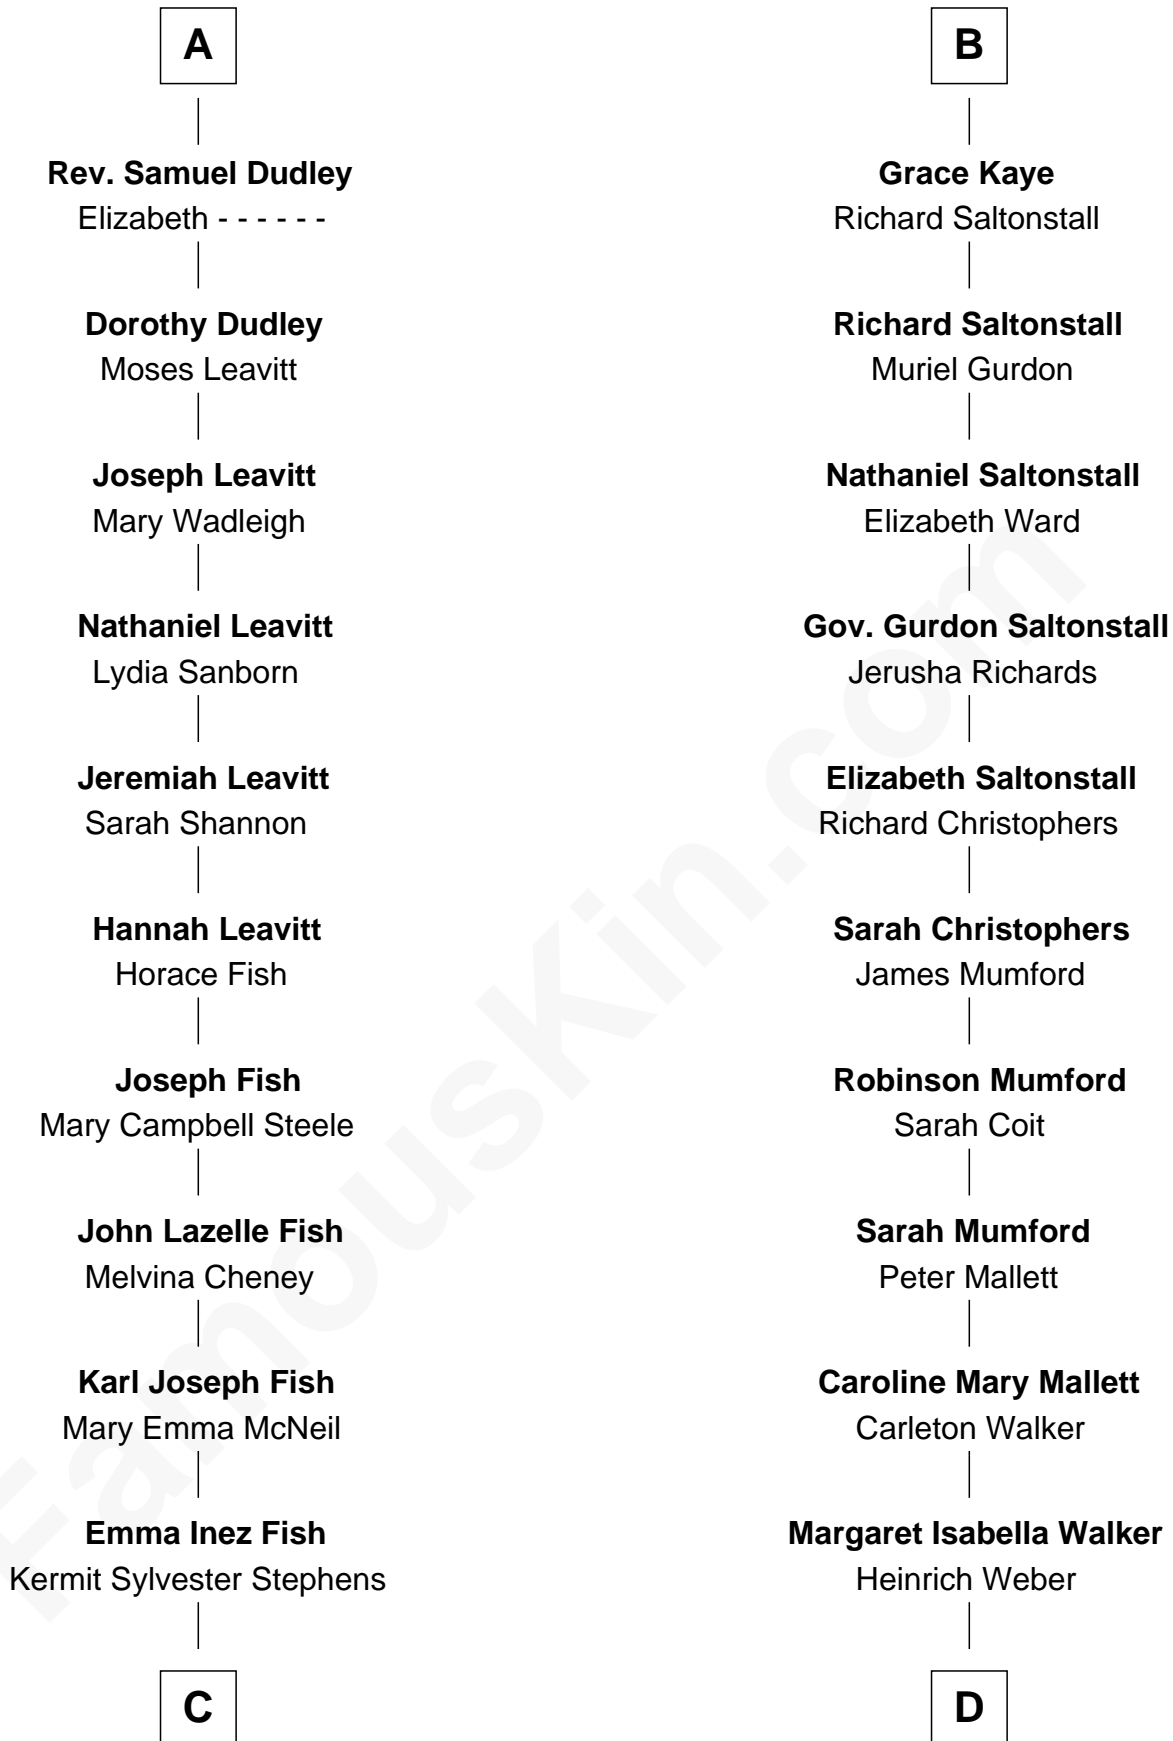 A
Rev. Samuel Dudley
Elizabeth - - - - - -
Dorothy Dudley
Moses Leavitt
Joseph Leavitt
Mary Wadleigh
Nathaniel Leavitt
Lydia Sanborn
Jeremiah Leavitt
Sarah Shannon
Hannah Leavitt
Horace Fish
Joseph Fish
Mary Campbell Steele
John Lazelle Fish
Melvina Cheney
Karl Joseph Fish
Mary Emma McNeil
Emma Inez Fish
Kermit Sylvester Stephens
C
B
Grace Kaye
Richard Saltonstall
Richard Saltonstall
Muriel Gurdon
Nathaniel Saltonstall
Elizabeth Ward
Gov. Gurdon Saltonstall
Jerusha Richards
Elizabeth Saltonstall
Richard Christophers
Sarah Christophers
James Mumford
Robinson Mumford
Sarah Coit
Sarah Mumford
Peter Mallett
Caroline Mary Mallett
Carleton Walker
Margaret Isabella Walker
Heinrich Weber
D
FamousKin.com